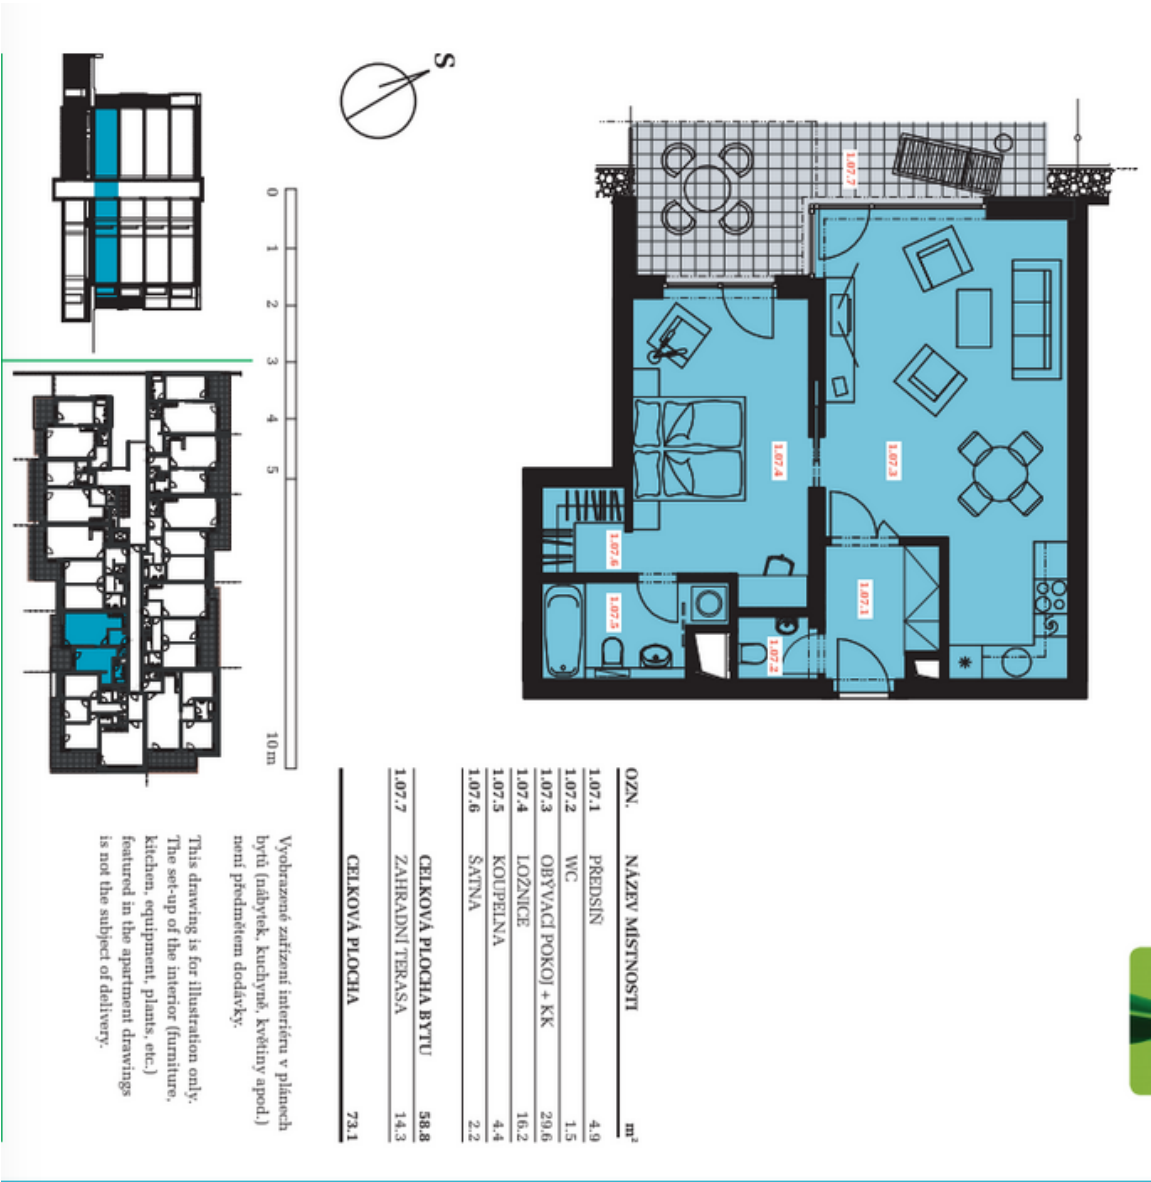 S
1.07.7
1.07.3
1.07.4
1.07.6
1.07.5
1.07.1
1.07.2
0 1 2 3 4 5 10 m
OZN. NÁZEV MÍSTNOSTI m²
1.07.1 PŘEDSÍŇ 4.9
1.07.2 WC 1.5
1.07.3 OBÝVACÍ POKOJ + KK 29.6
1.07.4 LOŽNICE 16.2
1.07.5 KOUPELNA 4.4
1.07.6 ŠATNA 2.2
CELKOVÁ PLOCHA BYTU 58.8
1.07.7 ZAHRADNÍ TERASA 14.3
CELKOVÁ PLOCHA 73.1
Vyobrazené zařízení interiéru v plánech
bytů (nábytek, kuchyně, květiny apod.)
není předmětem dodávky.
This drawing is for illustration only.
The set-up of the interior (furniture,
kitchen, equipment, plants, etc.)
featured in the apartment drawings
is not the subject of delivery.